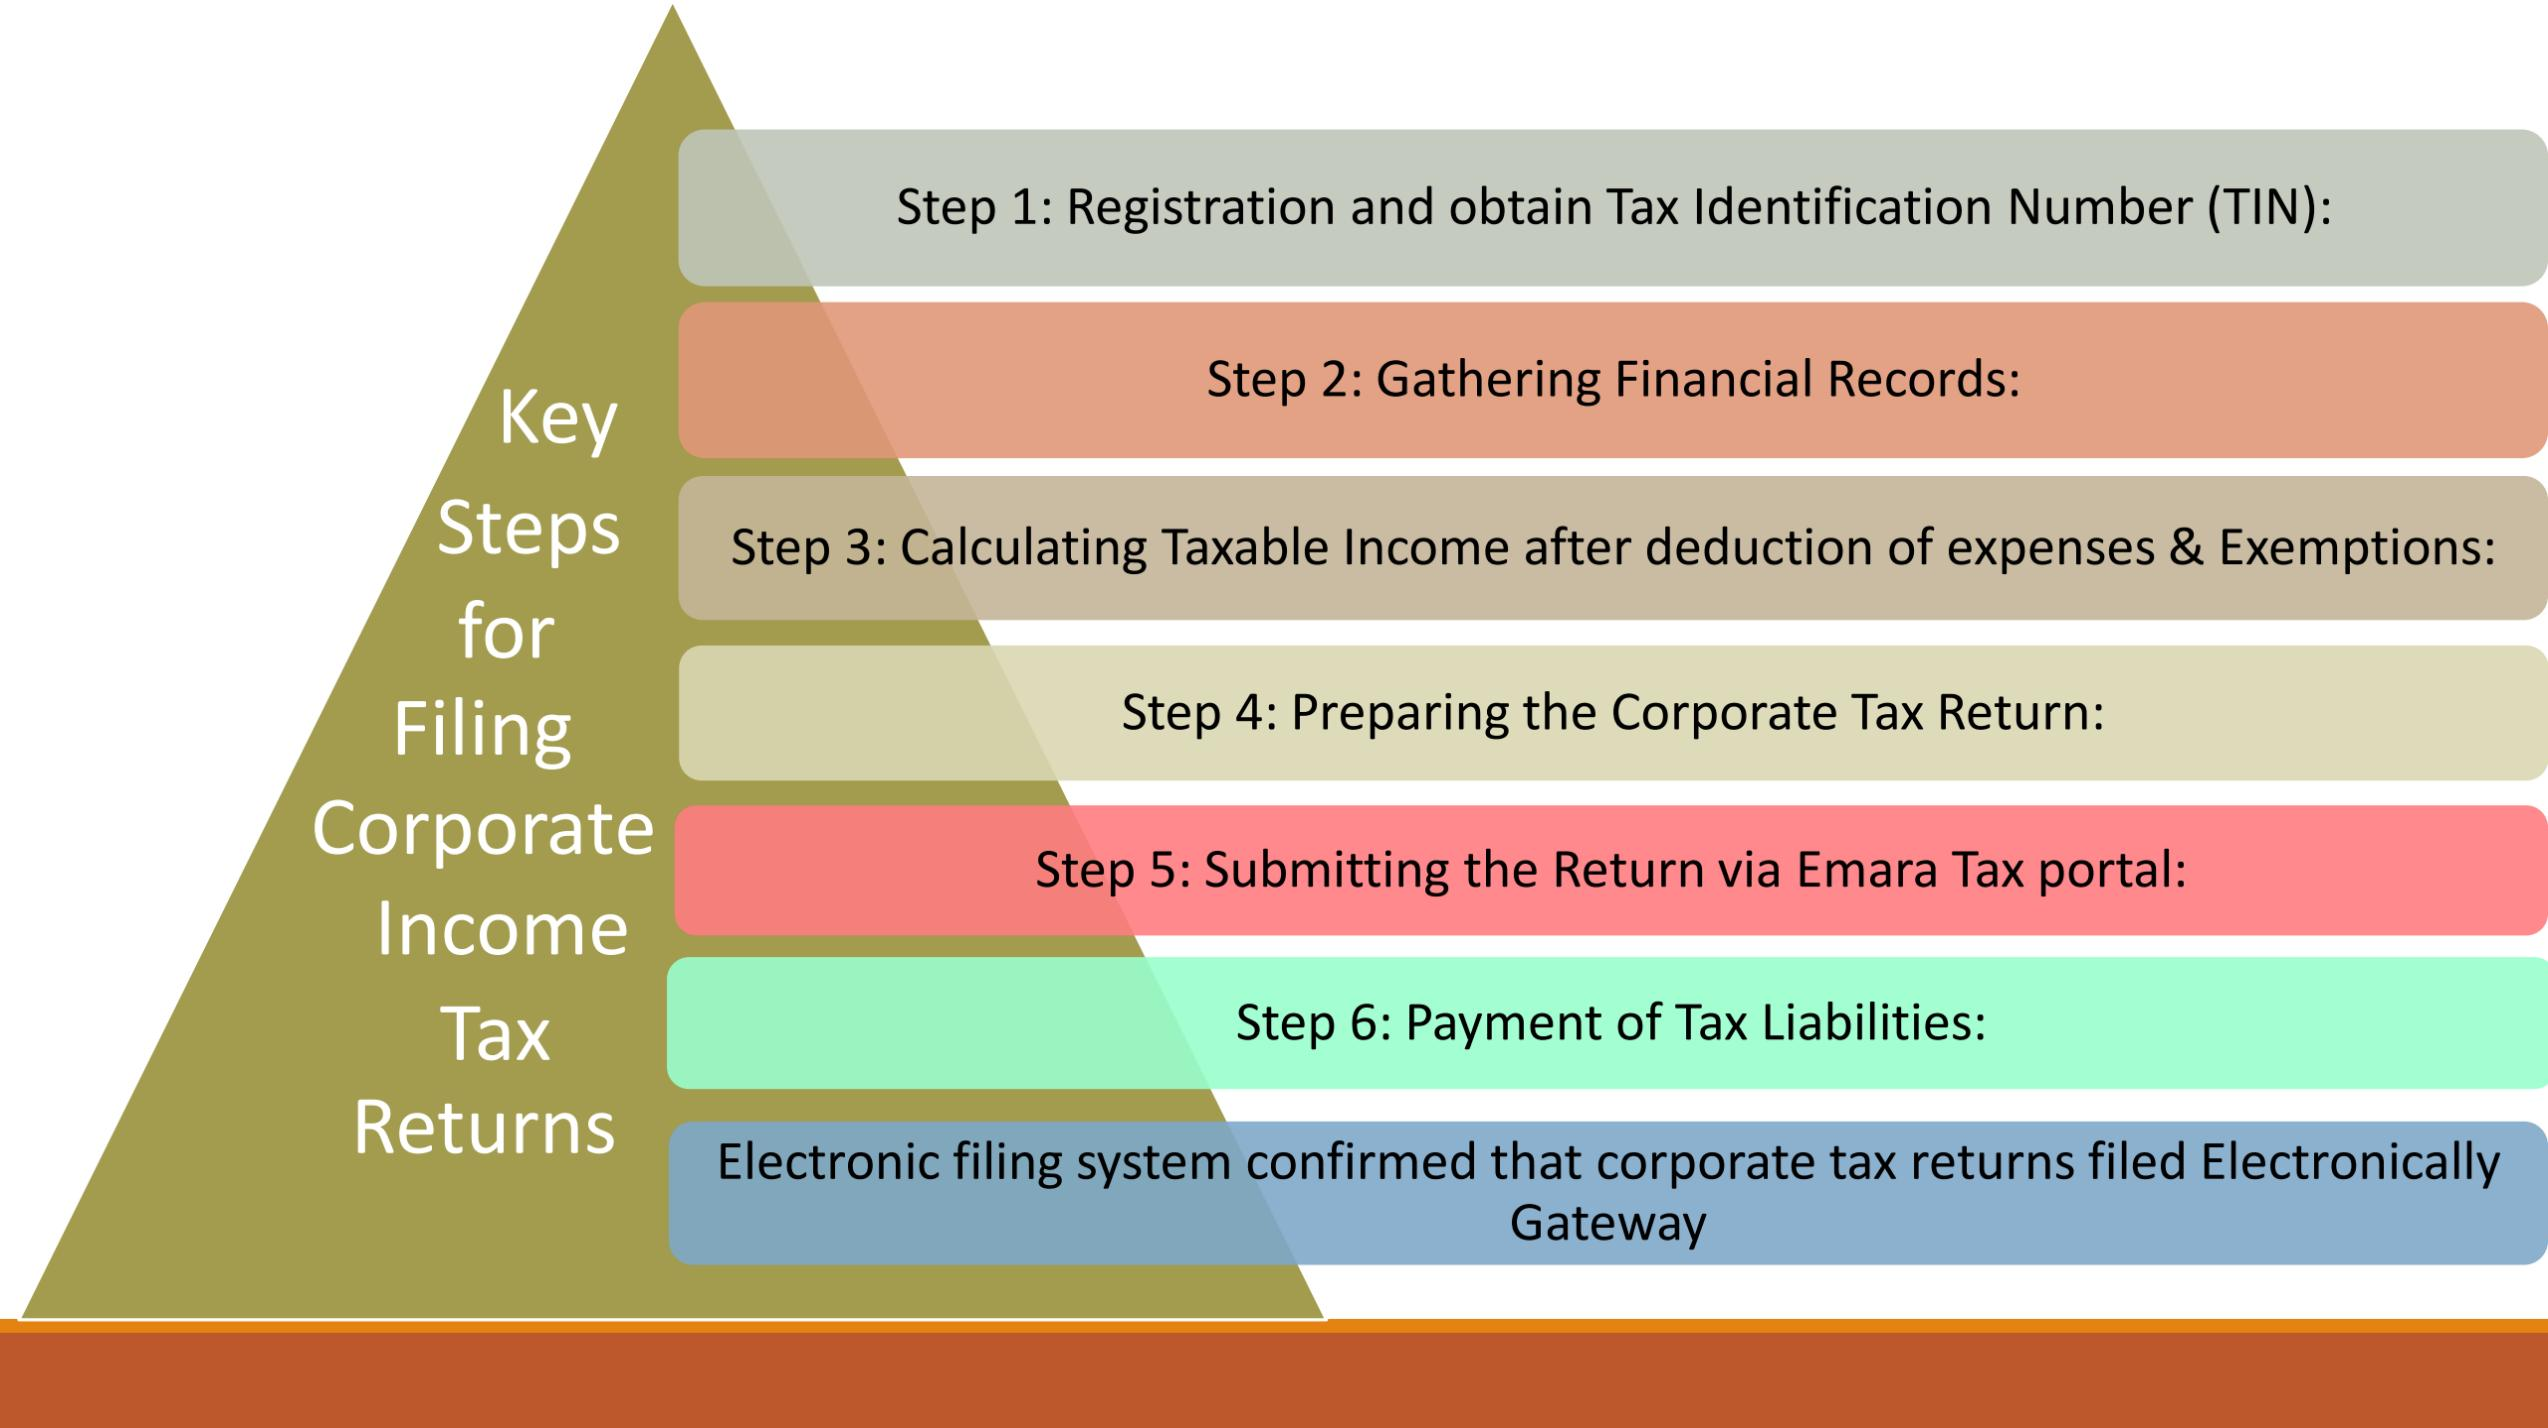 Key
Steps
for
Filing
Corporate
Income
Tax
Returns
Step 1: Registration and obtain Tax Identification Number (TIN):
Step 2: Gathering Financial Records:
Step 3: Calculating Taxable Income after deduction of expenses & Exemptions:
Step 4: Preparing the Corporate Tax Return:
Step 5: Submitting the Return via Emara Tax portal:
Step 6: Payment of Tax Liabilities:
Electronic filing system confirmed that corporate tax returns filed Electronically
Gateway